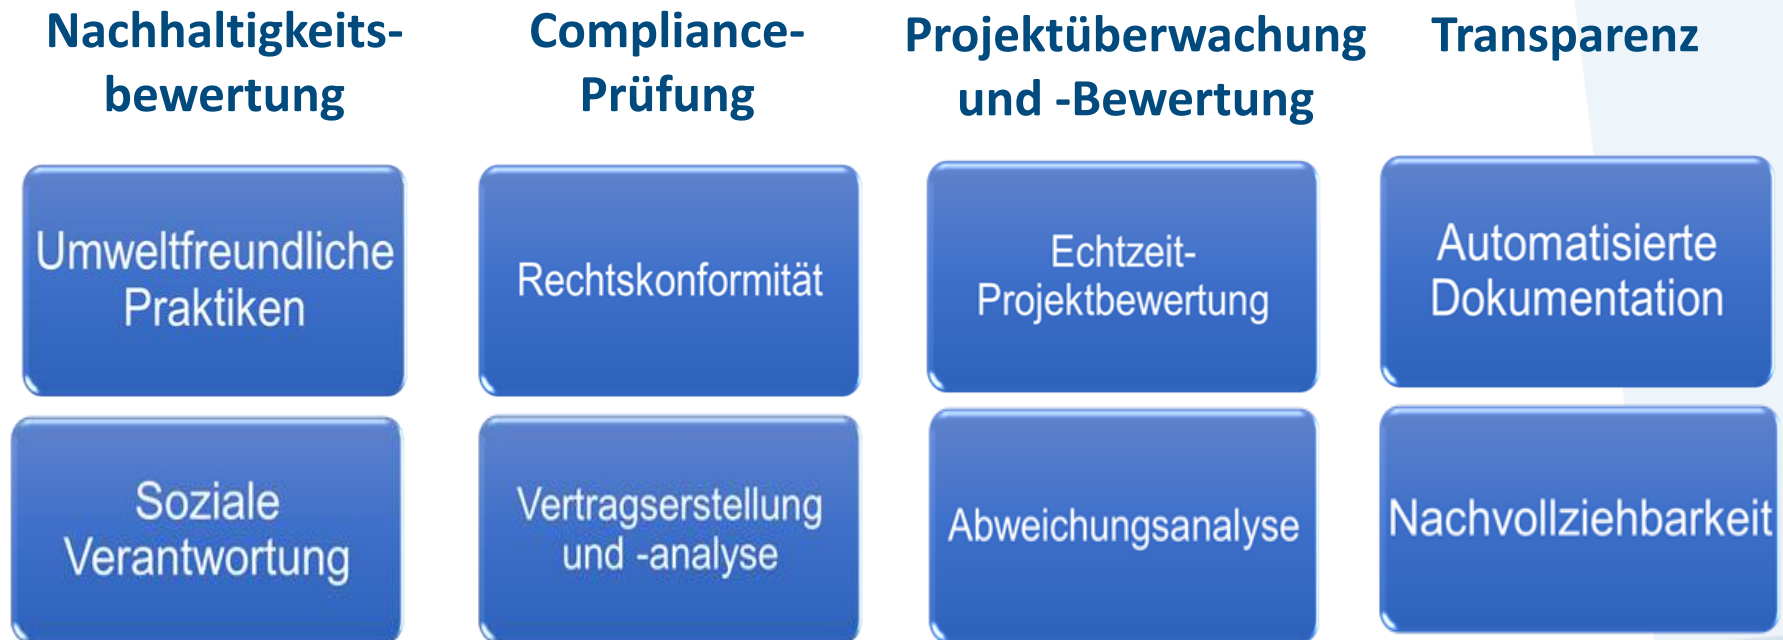 Nachhaltigkeits-
bewertung
Umweltfreundliche
Praktiken
Soziale
Verantwortung
Compliance-
Prüfung
Rechtskonformität
Vertragserstellung
und -analyse
Projektüberwachung
und -Bewertung
Echtzeit-
Projektbewertung
Abweichungsanalyse
Transparenz
Automatisierte
Dokumentation
Nachvollziehbarkeit